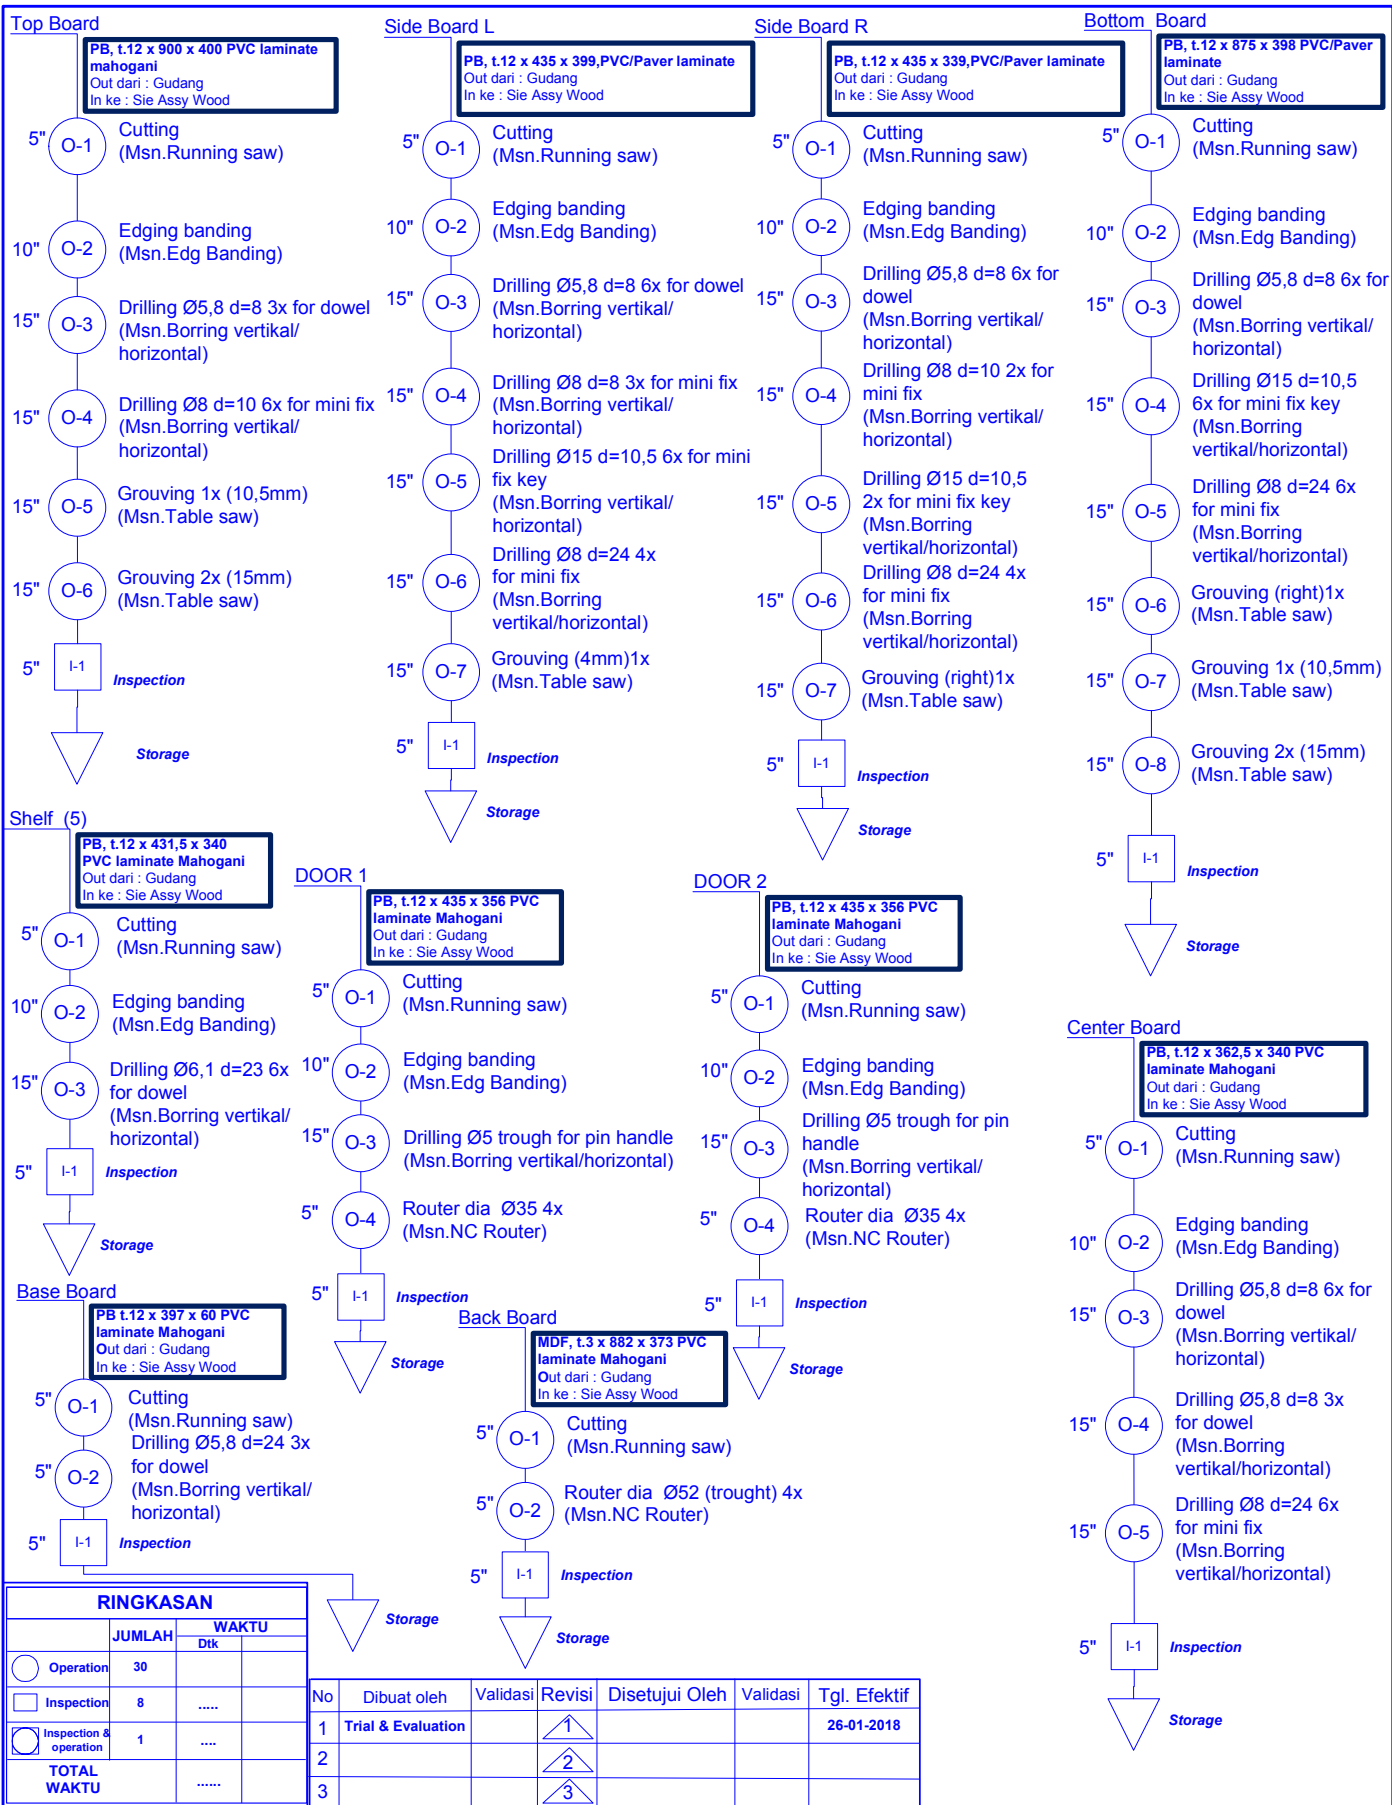 Top Board
PB, t.12 x 900 x 400 PVC laminate
mahogani
Out dari : Gudang
In ke : Sie Assy Wood
5"
O-1
Cutting
(Msn.Running saw)
10"
O-2
Edging banding
(Msn.Edg Banding)
15"
O-3
Drilling Ø5,8 d=8 3x for dowel
(Msn.Borring vertikal/
horizontal)
15"
O-4
Drilling Ø8 d=10 6x for mini fix
(Msn.Borring vertikal/
horizontal)
15"
O-5
Grouving 1x (10,5mm)
(Msn.Table saw)
15"
O-6
Grouving 2x (15mm)
(Msn.Table saw)
5"
I-1
Inspection
Storage
Side Board L
PB, t.12 x 435 x 399,PVC/Paver laminate
Out dari : Gudang
In ke : Sie Assy Wood
5"
O-1
Cutting
(Msn.Running saw)
10"
O-2
Edging banding
(Msn.Edg Banding)
15"
O-3
Drilling Ø5,8 d=8 6x for dowel
(Msn.Borring vertikal/
horizontal)
15"
O-4
Drilling Ø8 d=8 3x for mini fix
(Msn.Borring vertikal/
horizontal)
15"
O-5
Drilling Ø15 d=10,5 6x for mini
fix key
(Msn.Borring vertikal/
horizontal)
15"
O-6
Drilling Ø8 d=24 4x
for mini fix
(Msn.Borring
vertikal/horizontal)
15"
O-7
Grouving (4mm)1x
(Msn.Table saw)
5"
I-1
Inspection
Storage
Side Board R
PB, t.12 x 435 x 339,PVC/Paver laminate
Out dari : Gudang
In ke : Sie Assy Wood
5"
O-1
Cutting
(Msn.Running saw)
10"
O-2
Edging banding
(Msn.Edg Banding)
15"
O-3
Drilling Ø5,8 d=8 6x for
dowel
(Msn.Borring vertikal/
horizontal)
15"
O-4
Drilling Ø8 d=10 2x for
mini fix
(Msn.Borring vertikal/
horizontal)
15"
O-5
Drilling Ø15 d=10,5
2x for mini fix key
(Msn.Borring
vertikal/horizontal)
15"
O-6
Drilling Ø8 d=24 4x
for mini fix
(Msn.Borring
vertikal/horizontal)
15"
O-7
Grouving (right)1x
(Msn.Table saw)
5"
I-1
Inspection
Storage
Bottom Board
PB, t.12 x 875 x 398 PVC/Paver
laminate
Out dari : Gudang
In ke : Sie Assy Wood
5"
O-1
Cutting
(Msn.Running saw)
10"
O-2
Edging banding
(Msn.Edg Banding)
15"
O-3
Drilling Ø5,8 d=8 6x for
dowel
(Msn.Borring vertikal/
horizontal)
15"
O-4
Drilling Ø15 d=10,5
6x for mini fix key
(Msn.Borring
vertikal/horizontal)
15"
O-5
Drilling Ø8 d=24 6x
for mini fix
(Msn.Borring
vertikal/horizontal)
15"
O-6
Grouving (right)1x
(Msn.Table saw)
15"
O-7
Grouving 1x (10,5mm)
(Msn.Table saw)
15"
O-8
Grouving 2x (15mm)
(Msn.Table saw)
5"
I-1
Inspection
Storage
Shelf (5)
PB, t.12 x 431,5 x 340
PVC laminate Mahogani
Out dari : Gudang
In ke : Sie Assy Wood
5"
O-1
Cutting
(Msn.Running saw)
10"
O-2
Edging banding
(Msn.Edg Banding)
15"
O-3
Drilling Ø6,1 d=23 6x
for dowel
(Msn.Borring vertikal/
horizontal)
5"
I-1
Inspection
Storage
DOOR 1
PB, t.12 x 435 x 356 PVC
laminate Mahogani
Out dari : Gudang
In ke : Sie Assy Wood
5"
O-1
Cutting
(Msn.Running saw)
10"
O-2
Edging banding
(Msn.Edg Banding)
15"
O-3
Drilling Ø5 trough for pin handle
(Msn.Borring vertikal/horizontal)
5"
O-4
Router dia Ø35 4x
(Msn.NC Router)
5"
I-1
Inspection
Storage
DOOR 2
PB, t.12 x 435 x 356 PVC
laminate Mahogani
Out dari : Gudang
In ke : Sie Assy Wood
5"
O-1
Cutting
(Msn.Running saw)
10"
O-2
Edging banding
(Msn.Edg Banding)
15"
O-3
Drilling Ø5 trough for pin
handle
(Msn.Borring vertikal/
horizontal)
5"
O-4
Router dia Ø35 4x
(Msn.NC Router)
5"
I-1
Inspection
Storage
Center Board
PB, t.12 x 362,5 x 340 PVC
laminate Mahogani
Out dari : Gudang
In ke : Sie Assy Wood
5"
O-1
Cutting
(Msn.Running saw)
10"
O-2
Edging banding
(Msn.Edg Banding)
15"
O-3
Drilling Ø5,8 d=8 6x for
dowel
(Msn.Borring vertikal/
horizontal)
15"
O-4
Drilling Ø5,8 d=8 3x
for dowel
(Msn.Borring
vertikal/horizontal)
15"
O-5
Drilling Ø8 d=24 6x
for mini fix
(Msn.Borring
vertikal/horizontal)
5"
I-1
Inspection
Storage
Base Board
PB t.12 x 397 x 60 PVC
laminate Mahogani
Out dari : Gudang
In ke : Sie Assy Wood
5"
O-1
Cutting
(Msn.Running saw)
5"
O-2
Drilling Ø5,8 d=24 3x
for dowel
(Msn.Borring vertikal/
horizontal)
5"
I-1
Inspection
Storage
Back Board
MDF, t.3 x 882 x 373 PVC
laminate Mahogani
Out dari : Gudang
In ke : Sie Assy Wood
5"
O-1
Cutting
(Msn.Running saw)
5"
O-2
Router dia Ø52 (trought) 4x
(Msn.NC Router)
5"
I-1
Inspection
Storage
RINGKASAN
JUMLAH WAKTU
Dtk
Operation 30
Inspection 8 .....
Inspection &
operation 1 ....
TOTAL
WAKTU ......
No Dibuat oleh Validasi Revisi Disetujui Oleh Validasi Tgl. Efektif
1 Trial & Evaluation 1 26-01-2018
2 2
3 3